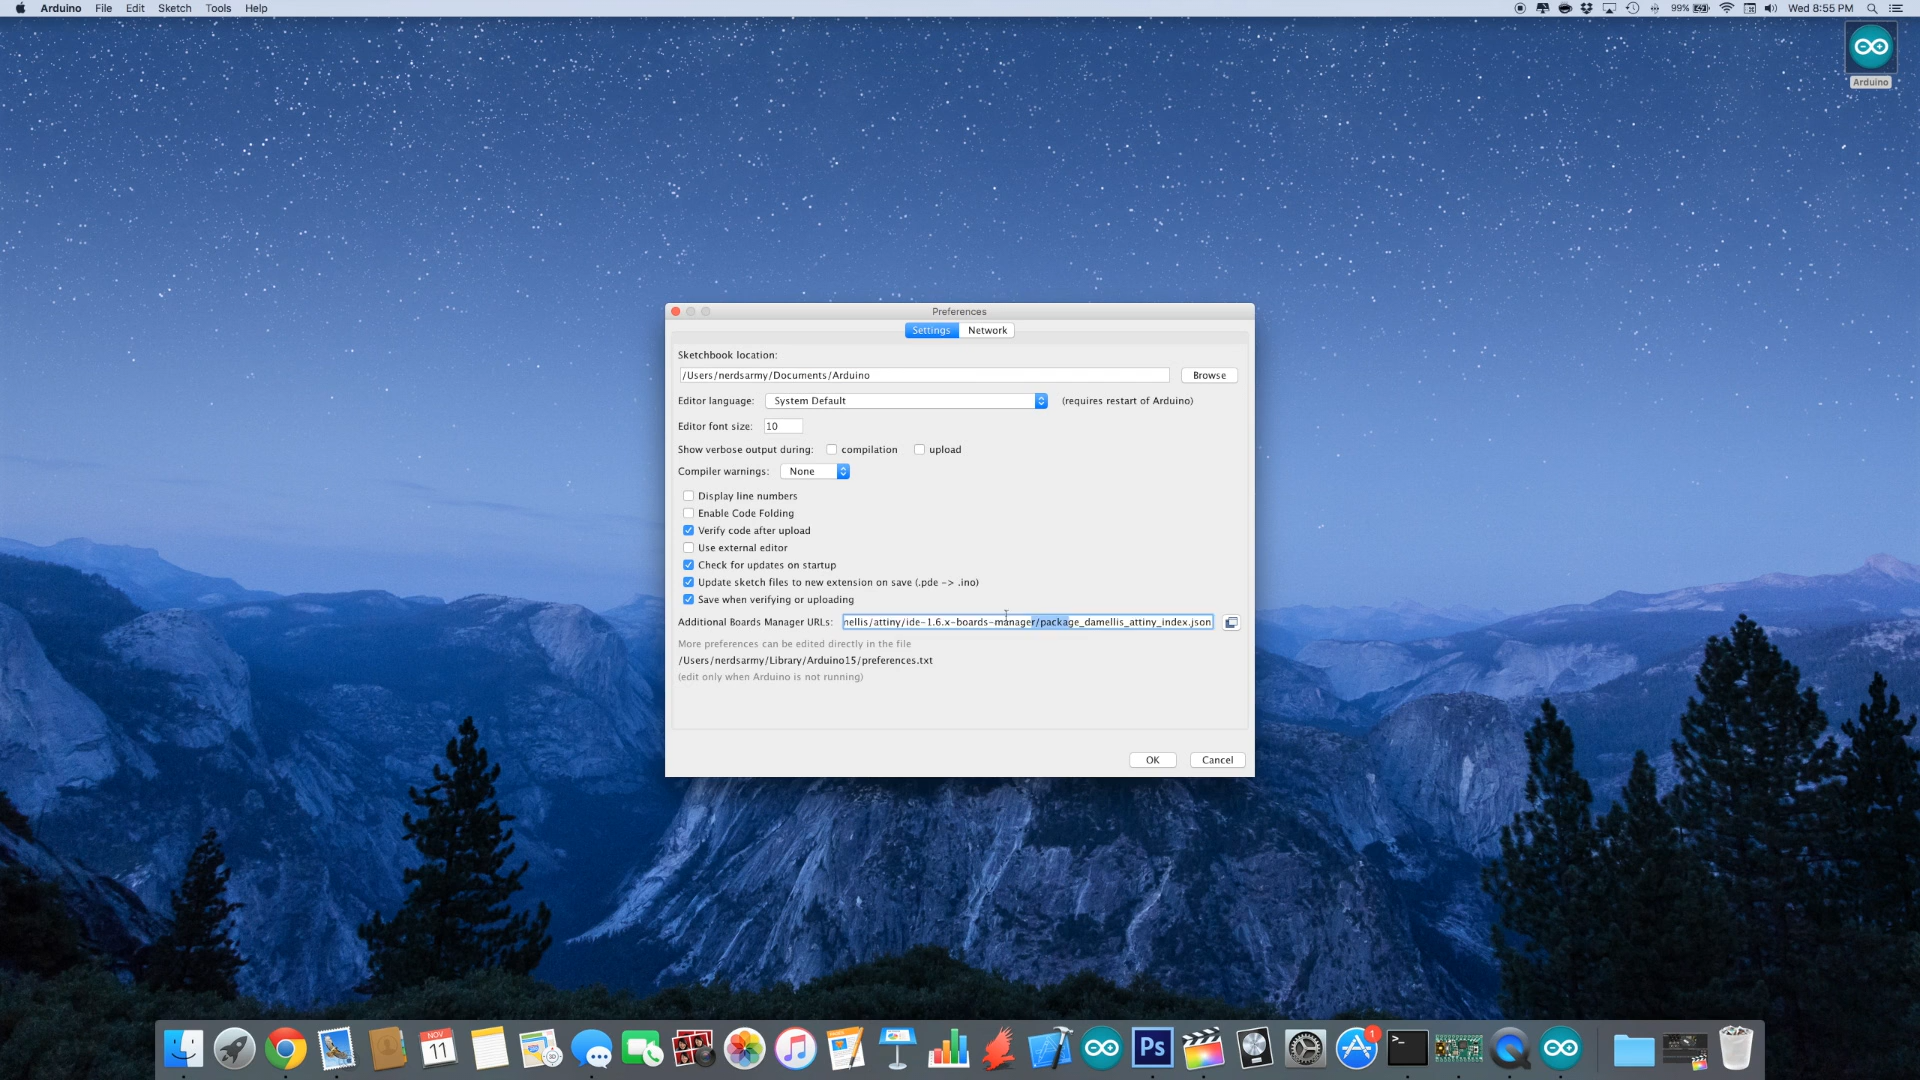 Arduino File Edit Sketch Tools Help
99% Wed 8:55 PM
Arduino
Preferences
Settings Network
Sketchbook location:
/Users/nerdsarmy/Documents/Arduino Browse
Editor language: System Default (requires restart of Arduino)
Editor font size: 10
Show verbose output during: compilation upload
Compiler warnings: None
Display line numbers
Enable Code Folding
Verify code after upload
Use external editor
Check for updates on startup
Update sketch files to new extension on save (.pde -> .ino)
Save when verifying or uploading
Additional Boards Manager URLs: nellis/attiny/ide-1.6.x-boards-manager/package_damellis_attiny_index.json
More preferences can be edited directly in the file
/Users/nerdsarmy/Library/Arduino15/preferences.txt
(edit only when Arduino is not running)
OK Cancel
NOV
11
3D
Ps
1
>_